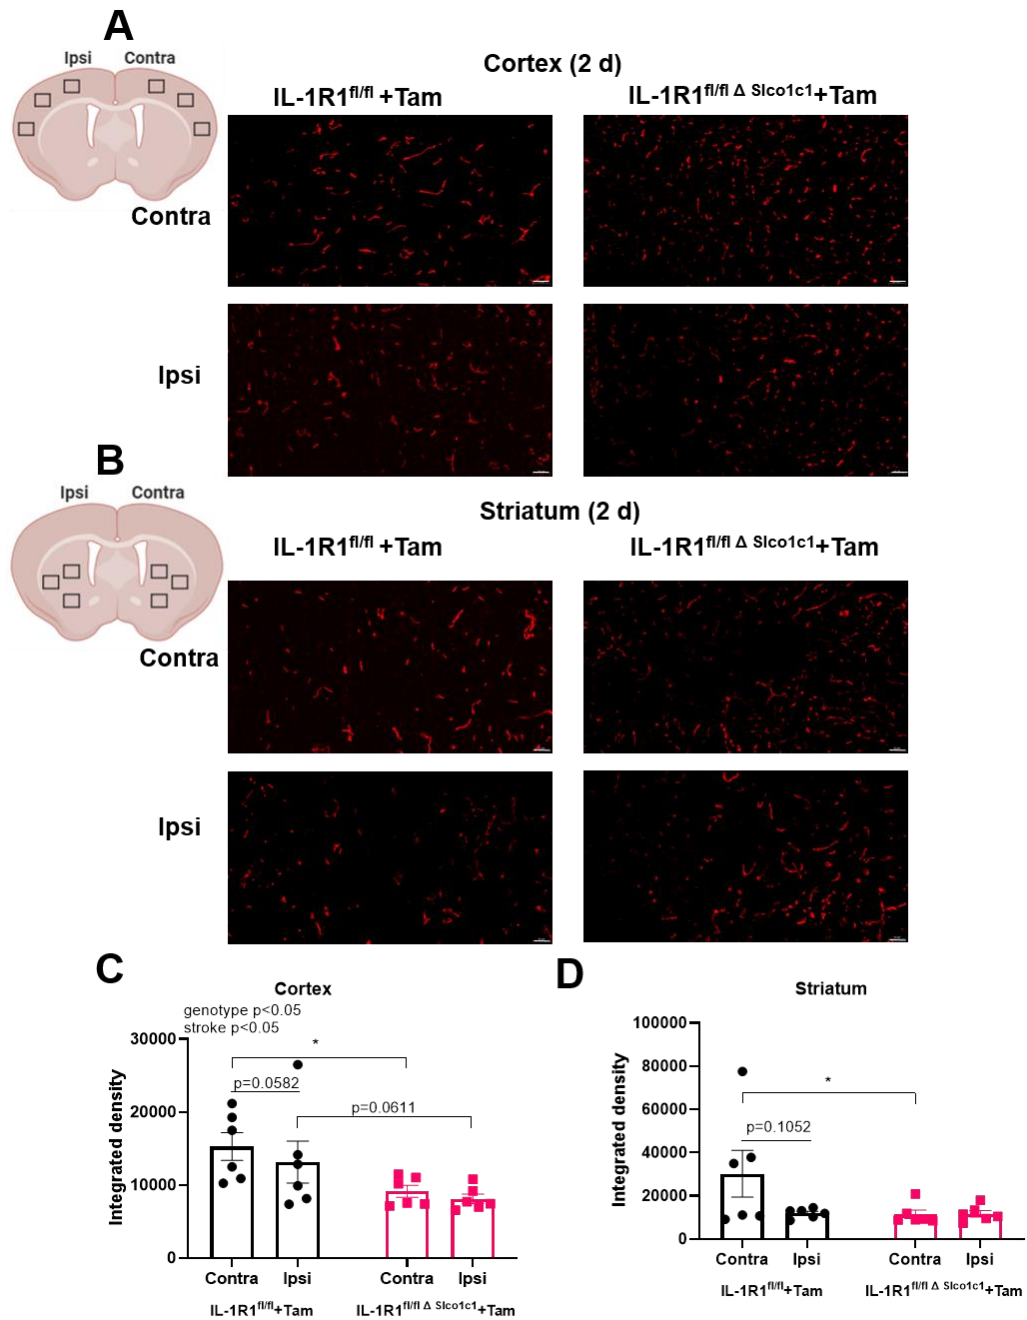 A
Ipsi Contra
Cortex (2 d)
IL-1R1fl/fl +Tam
IL-1R1fl/fl Δ Slco1c1+Tam
Contra
Ipsi
B
Ipsi Contra
Striatum (2 d)
IL-1R1fl/fl +Tam
IL-1R1fl/fl Δ Slco1c1+Tam
Contra
Ipsi
C
Cortex
genotype p<0.05
stroke p<0.05
*
p=0.0582
p=0.0611
Integrated density
30000
20000
10000
0
Contra Ipsi Contra Ipsi
IL-1R1fl/fl+Tam IL-1R1fl/fl Δ Slco1c1+Tam
D
Striatum
*
p=0.1052
Integrated density
100000
80000
60000
40000
20000
0
Contra Ipsi Contra Ipsi
IL-1R1fl/fl+Tam IL-1R1fl/fl Δ Slco1c1+Tam